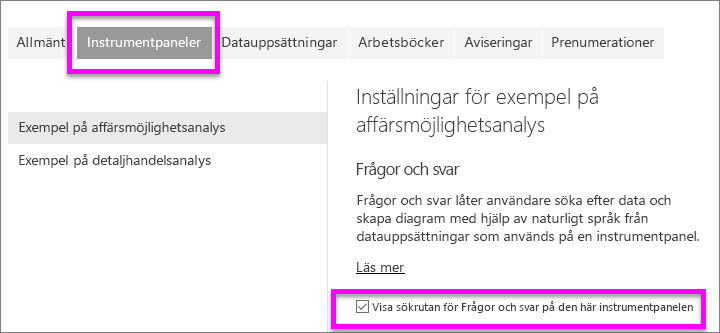 Allmänt Instrumentpaneler Datauppsättningar Arbetsböcker Aviseringar Prenumerationer
Exempel på affärsmöjlighetsanalys
Exempel på detaljhandelsanalys
Inställningar för exempel på
affärsmöjlighetsanalys
Frågor och svar
Frågor och svar låter användare söka efter data och
skapa diagram med hjälp av naturligt språk från
datauppsättningar som används på en instrumentpanel.
Läs mer
Visa sökrutan för Frågor och svar på den här instrumentpanelen